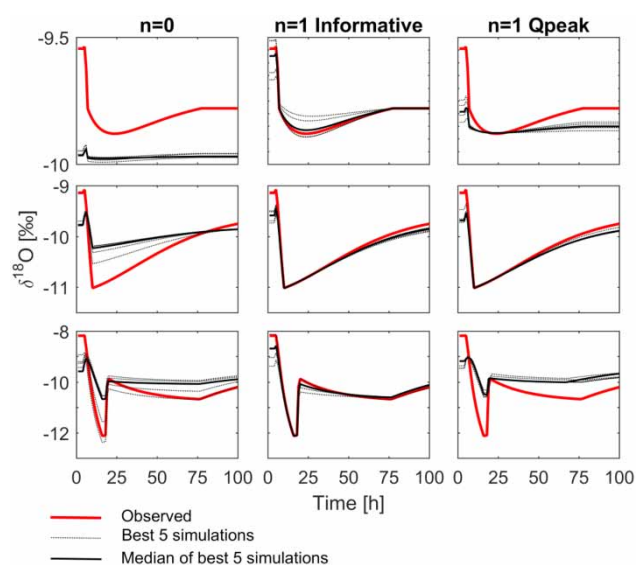 n=0 n=1 Informative n=1 Qpeak
-9.5
-10
-9
-10
-11
-8
-10
-12
δ¹⁸O [‰]
0 25 50 75 100 0 25 50 75 100 0 25 50 75 100
Time [h]
Observed
Best 5 simulations
Median of best 5 simulations